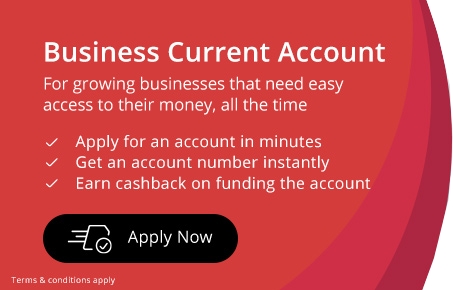 Business Current Account
For growing businesses that need easy
access to their money, all the time
Apply for an account in minutes
Get an account number instantly
Earn cashback on funding the account
Apply Now
Terms & conditions apply